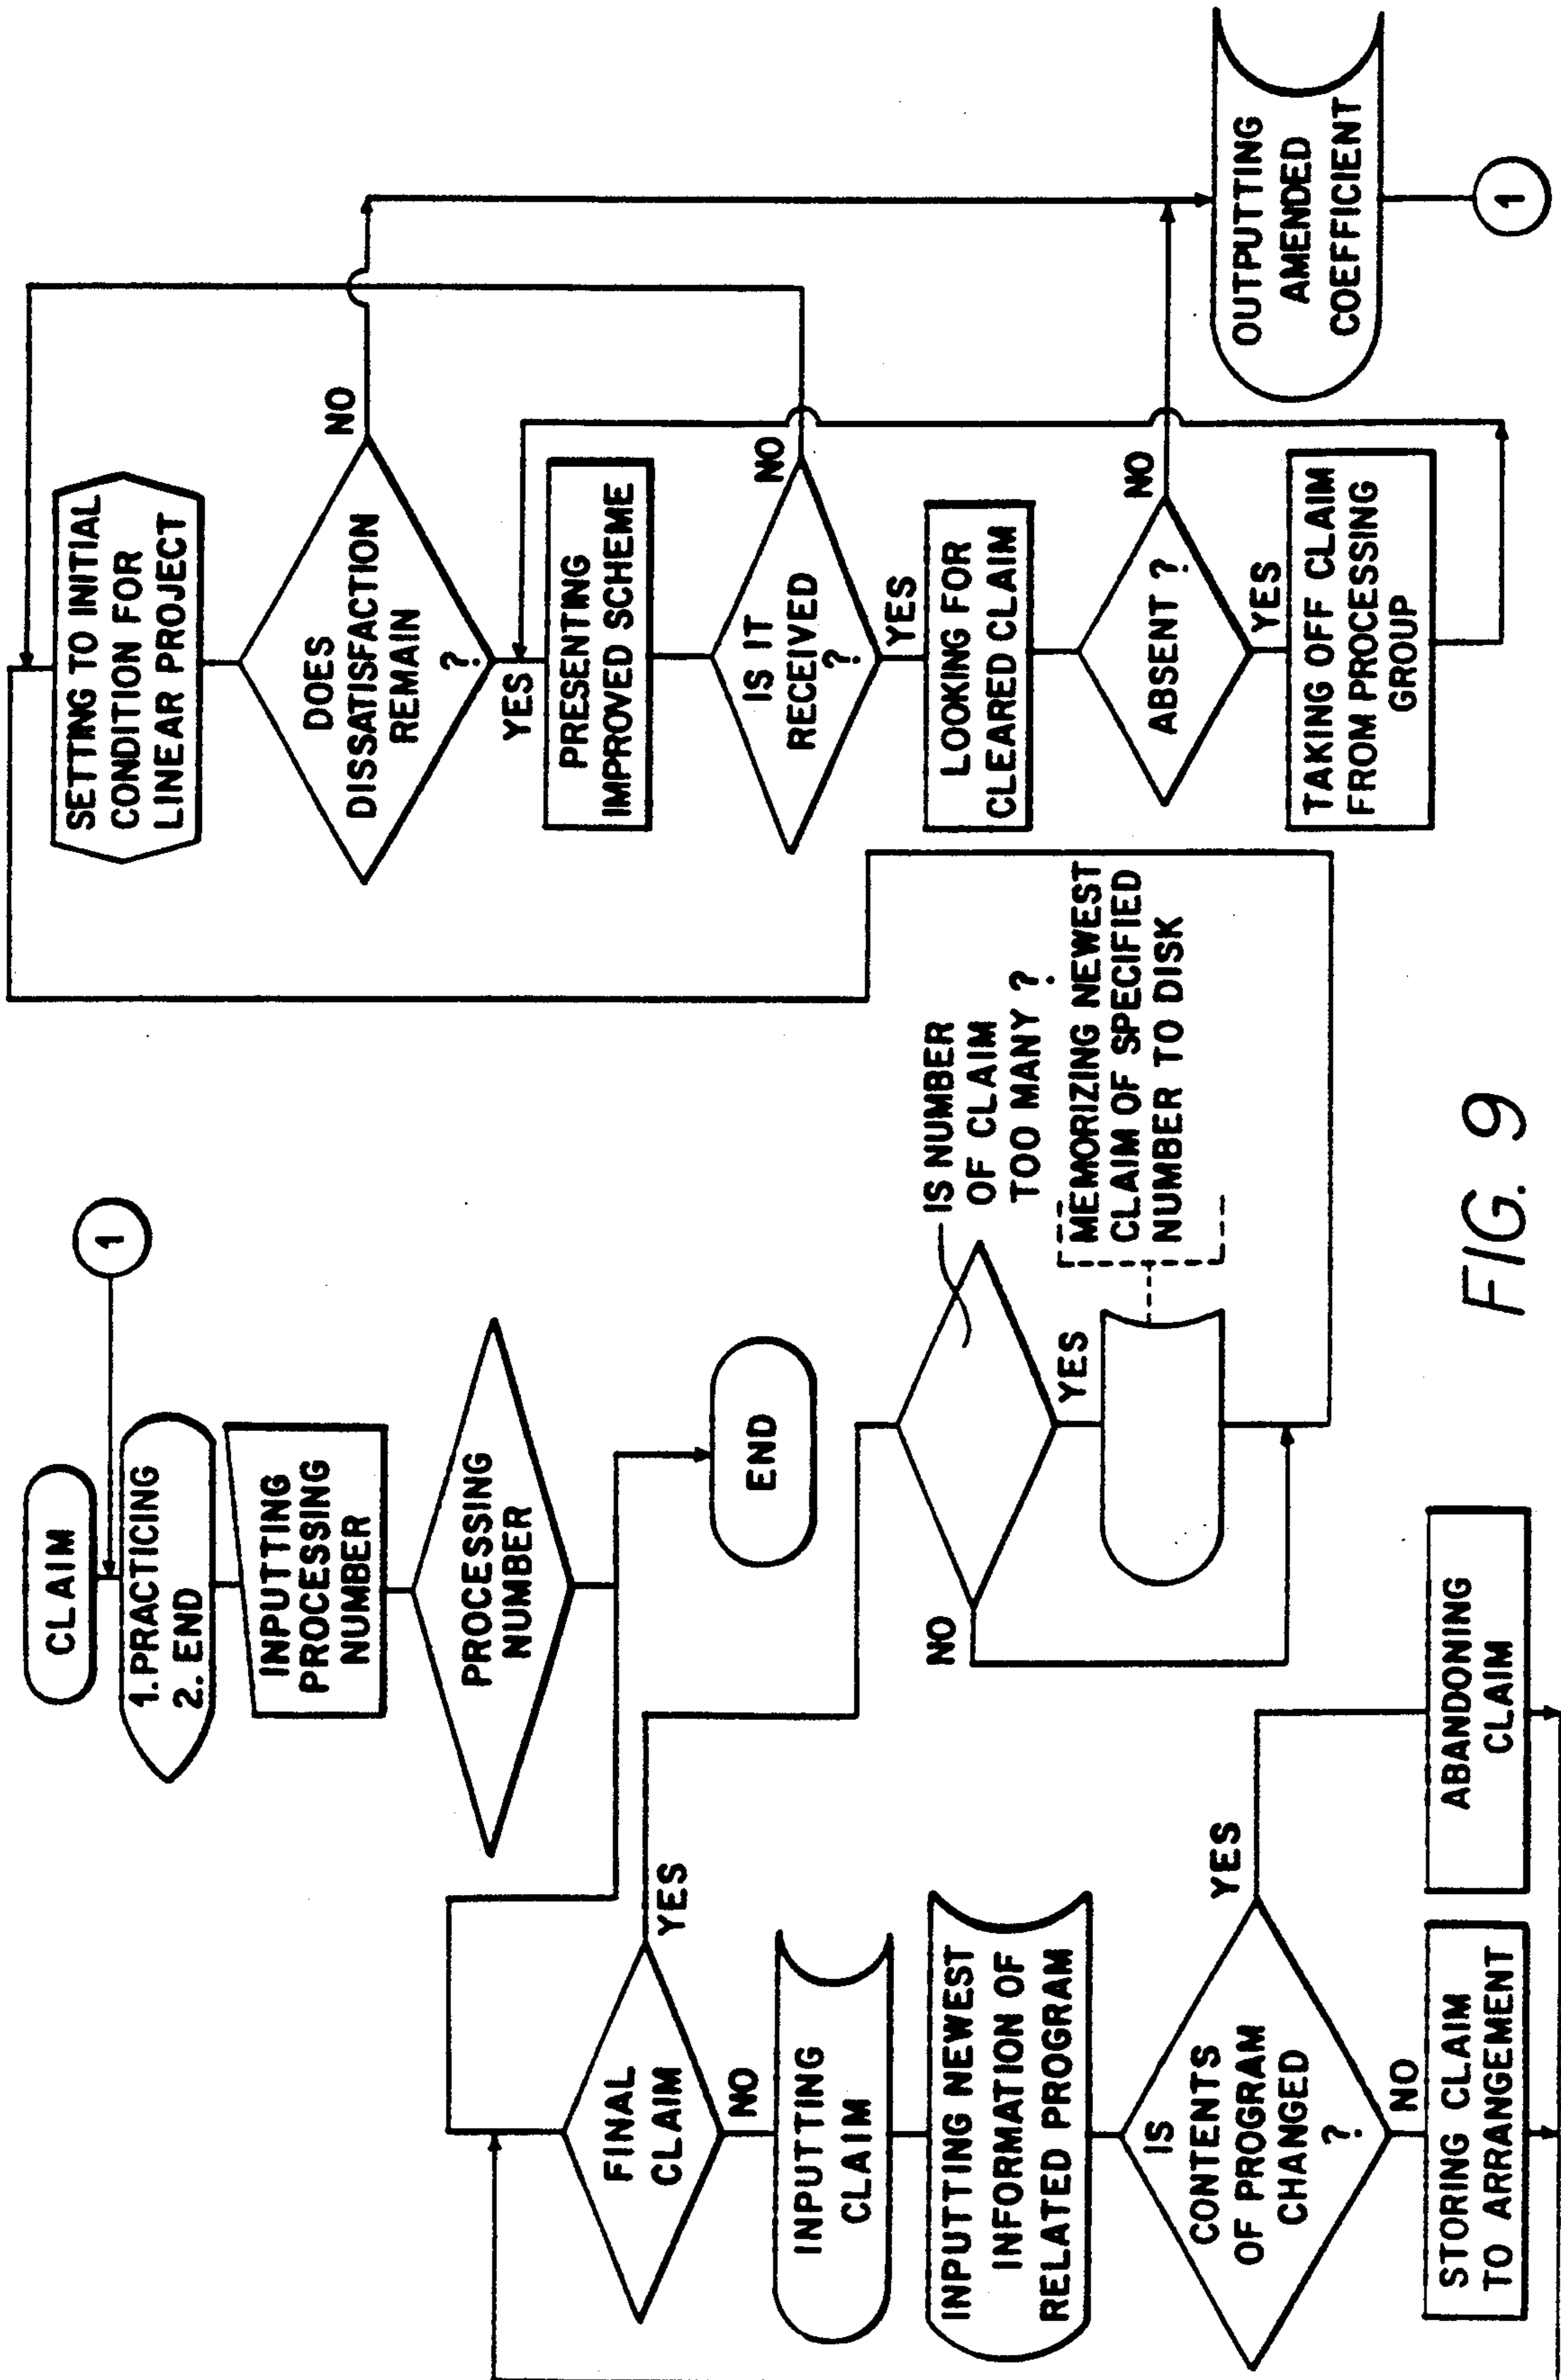 CLAIM
1
1. PRACTICING
2. END
INPUTTING
PROCESSING
NUMBER
PROCESSING
NUMBER
END
FINAL
CLAIM
YES
NO
INPUTTING
CLAIM
INPUTTING NEWEST
INFORMATION OF
RELATED PROGRAM
IS
CONTENTS
OF PROGRAM
CHANGED
?
YES
NO
STORING CLAIM
TO ARRANGEMENT
ABANDONING
CLAIM
IS NUMBER
OF CLAIM
TOO MANY ?
NO
YES
MEMORIZING NEWEST
CLAIM OF SPECIFIED
NUMBER TO DISK
SETTING TO INITIAL
CONDITION FOR
LINEAR PROJECT
DOES
DISSATISFACTION
REMAIN
?
NO
YES
PRESENTING
IMPROVED SCHEME
IS IT
RECEIVED
?
NO
YES
LOOKING FOR
CLEARED CLAIM
ABSENT ?
NO
YES
TAKING OFF CLAIM
FROM PROCESSING
GROUP
OUTPUTTING
AMENDED
COEFFICIENT
1
FIG. 9